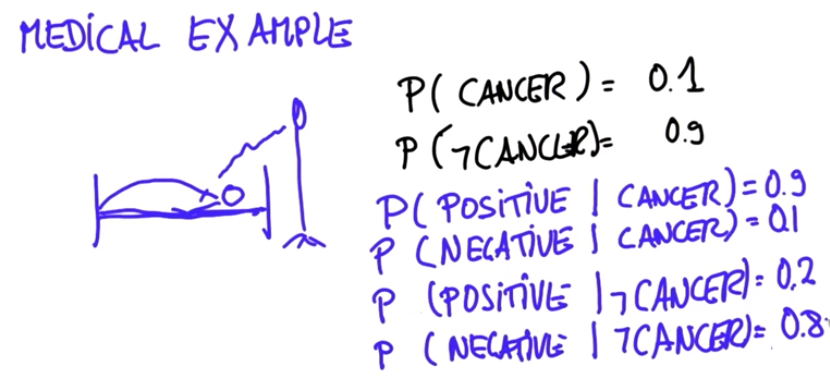 MEDICAL EXAMPLE
P( CANCER ) = 0.1
P (¬CANCER)= 0.9
P( POSITIVE | CANCER) = 0.9
P (NEGATIVE | CANCER) = 0.1
P (POSITIVE | ¬CANCER)= 0.2
P (NEGATIVE | ¬CANCER)= 0.8